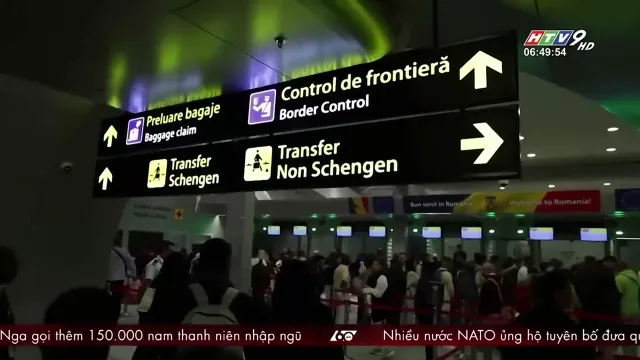 HTV9 HD
06:49:54
Preluare bagaje
Baggage claim
Control de frontieră
Border Control
Transfer
Schengen
Transfer
Non Schengen
Bun venit în România!
Welcome to Romania!
Nga gọi thêm 150.000 nam thanh niên nhập ngũ
Nhiều nước NATO ủng hộ tuyên bố đưa q